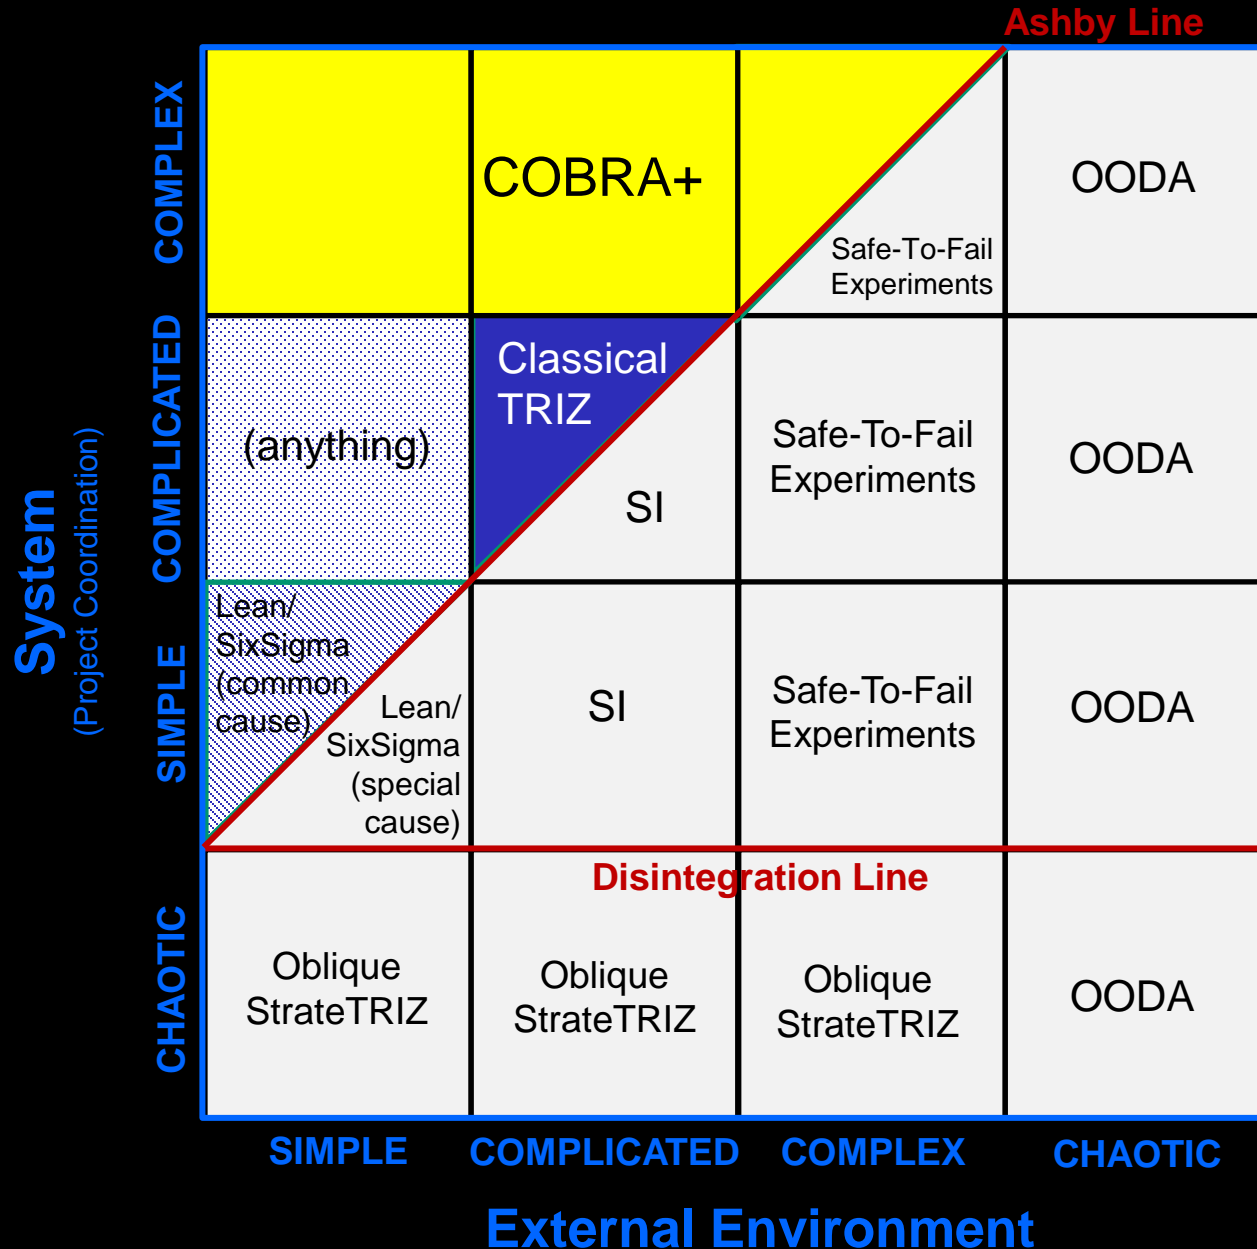 Ashby Line
COMPLEX
COBRA+
Safe-To-Fail
Experiments
OODA
System
(Project Coordination)
COMPLICATED
(anything)
Classical
TRIZ
SI
Safe-To-Fail
Experiments
OODA
SIMPLE
Lean/
SixSigma
(common
cause)
Lean/
SixSigma
(special
cause)
SI
Safe-To-Fail
Experiments
OODA
Disintegration Line
CHAOTIC
Oblique
StrateTRIZ
Oblique
StrateTRIZ
Oblique
StrateTRIZ
OODA
SIMPLE
COMPLICATED
COMPLEX
CHAOTIC
External Environment